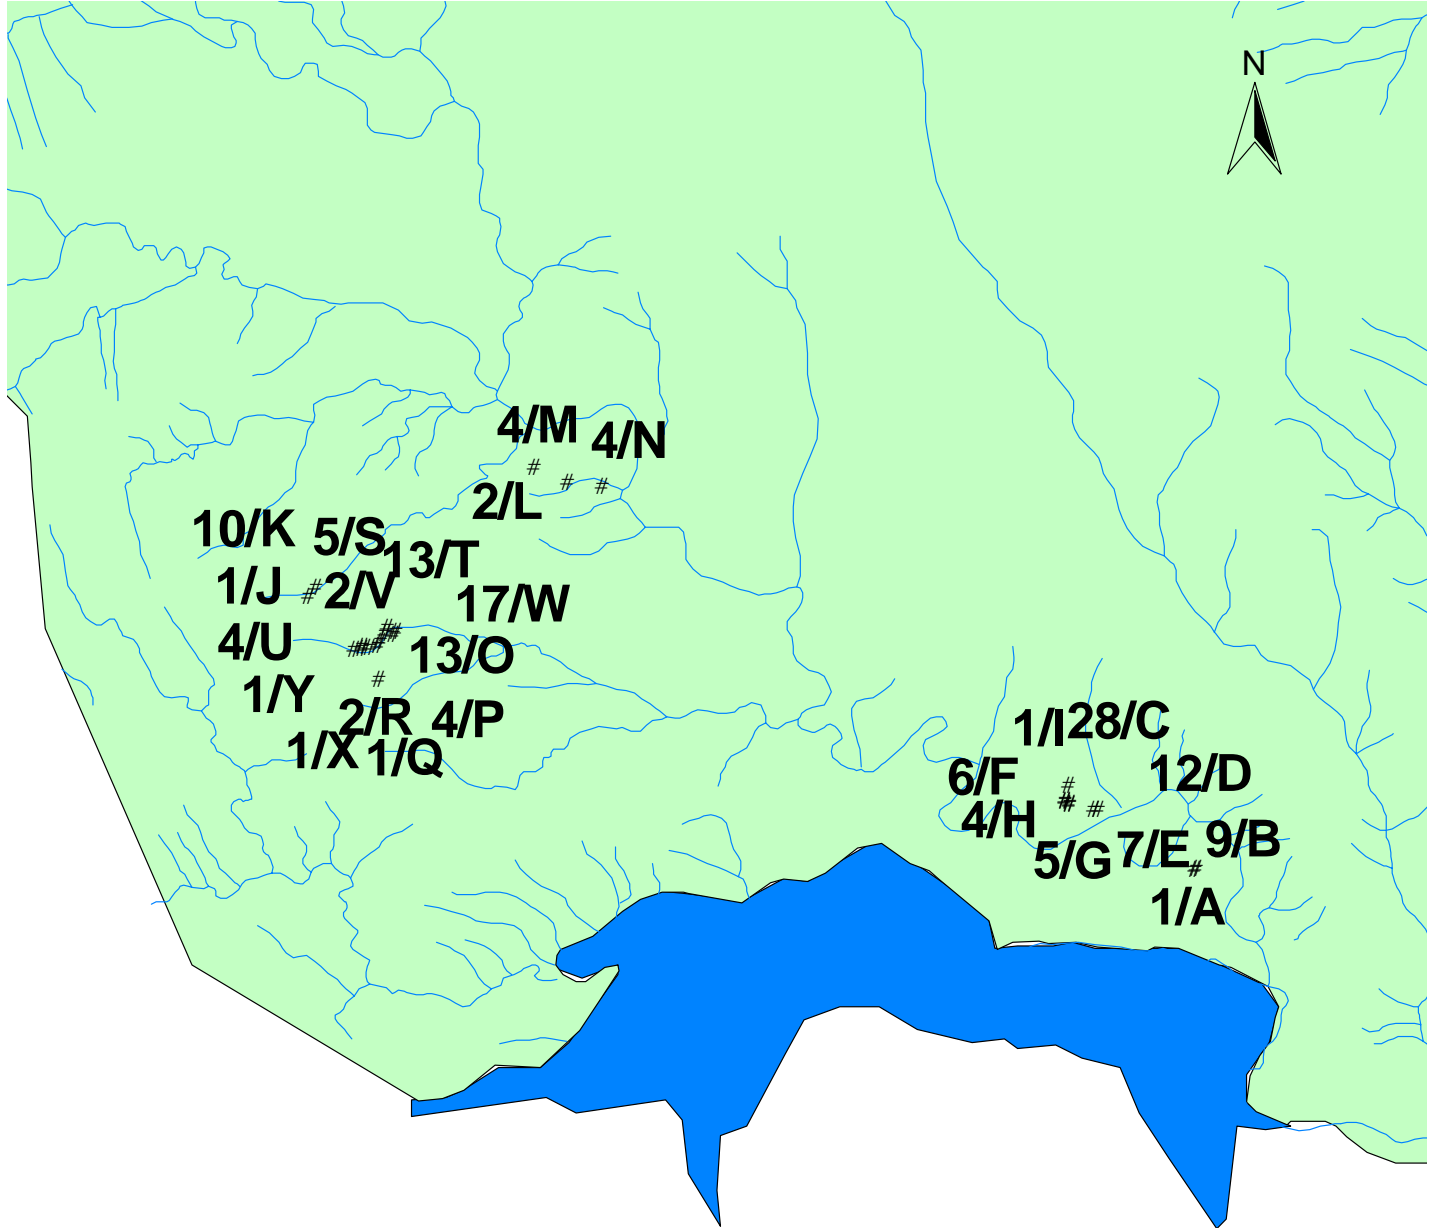 N
4/M
4/N
2/L
10/K
5/S
13/T
1/J
2/V
17/W
4/U
13/O
1/Y
2/R
4/P
1/X
1/Q
1/I
28/C
6/F
12/D
4/H
5/G
7/E
9/B
1/A